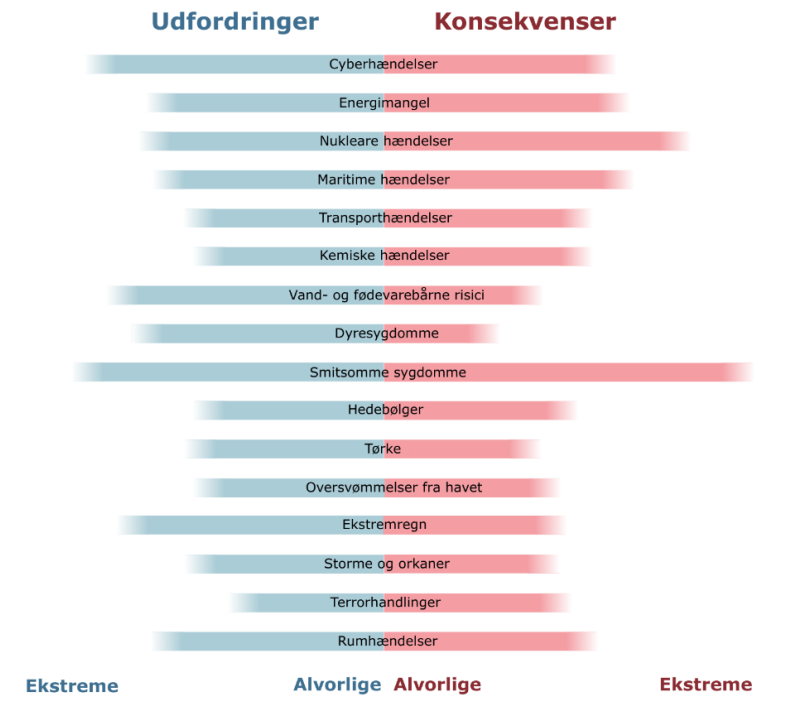 Udfordringer Konsekvenser
Cyberhændelser
Energimangel
Nukleare hændelser
Maritime hændelser
Transporthændelser
Kemiske hændelser
Vand- og fødevarebårne risici
Dyresygdomme
Smitsomme sygdomme
Hedebølger
Tørke
Oversvømmelser fra havet
Ekstremregn
Storme og orkaner
Terrorhandlinger
Rumhændelser
Ekstreme Alvorlige Alvorlige Ekstreme